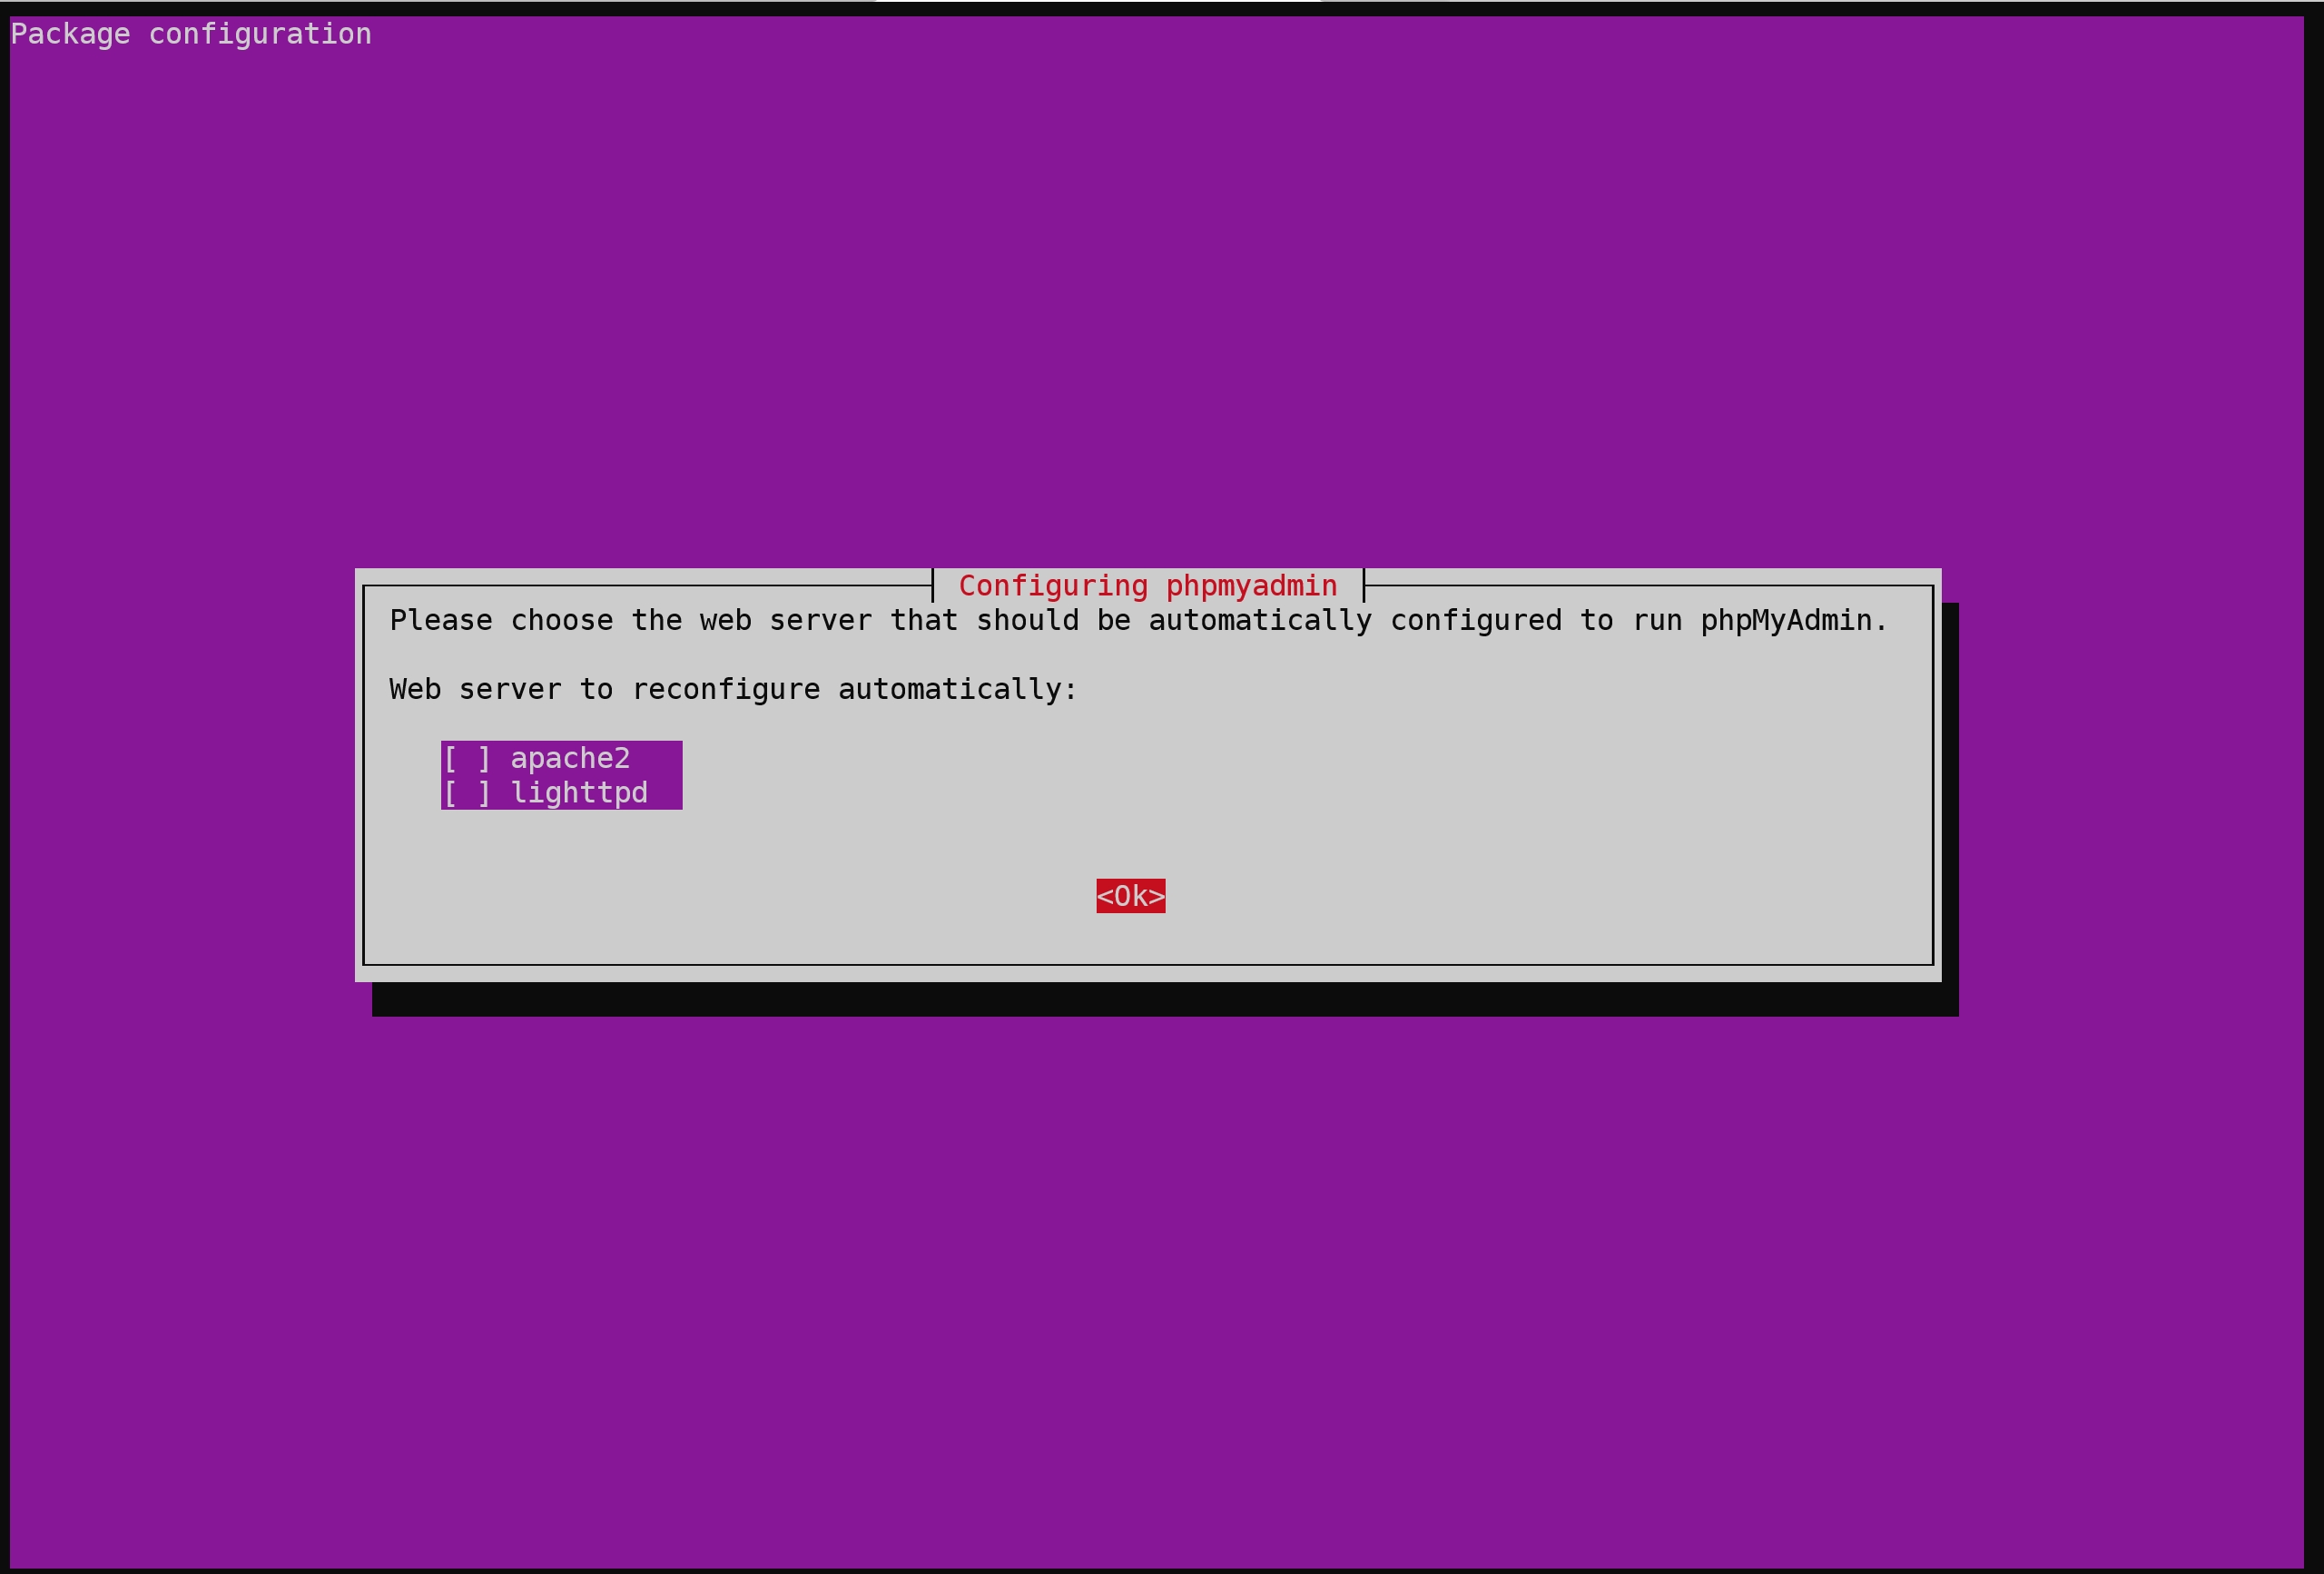 Package configuration
Configuring phpmyadmin
Please choose the web server that should be automatically configured to run phpMyAdmin.
Web server to reconfigure automatically:
[ ] apache2
[ ] lighttpd
<Ok>